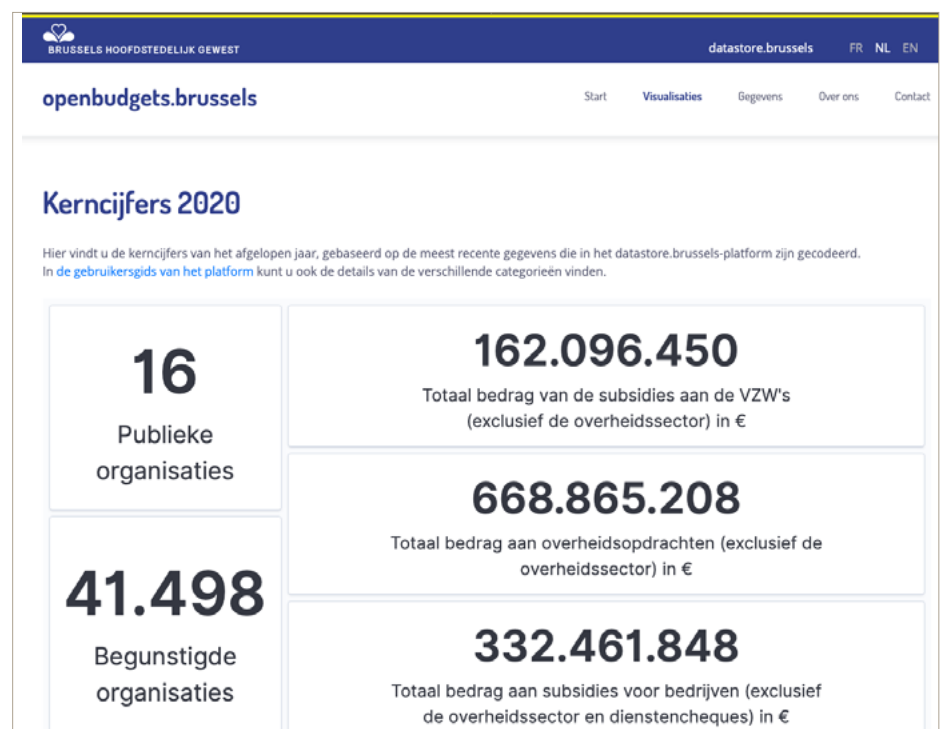 BRUSSELS HOOFDSTEDELIJK GEWEST
datastore.brussels FR NL EN
openbudgets.brussels
Start Visualisaties Gegevens Over ons Contact
Kerncijfers 2020
Hier vindt u de kerncijfers van het afgelopen jaar, gebaseerd op de meest recente gegevens die in het datastore.brussels-platform zijn gecodeerd.
In de gebruikersgids van het platform kunt u ook de details van de verschillende categorieën vinden.
16
Publieke
organisaties
41.498
Begunstigde
organisaties
162.096.450
Totaal bedrag van de subsidies aan de VZW's
(exclusief de overheidssector) in €
668.865.208
Totaal bedrag aan overheidsopdrachten (exclusief de
overheidssector) in €
332.461.848
Totaal bedrag aan subsidies voor bedrijven (exclusief
de overheidssector en dienstencheques) in €